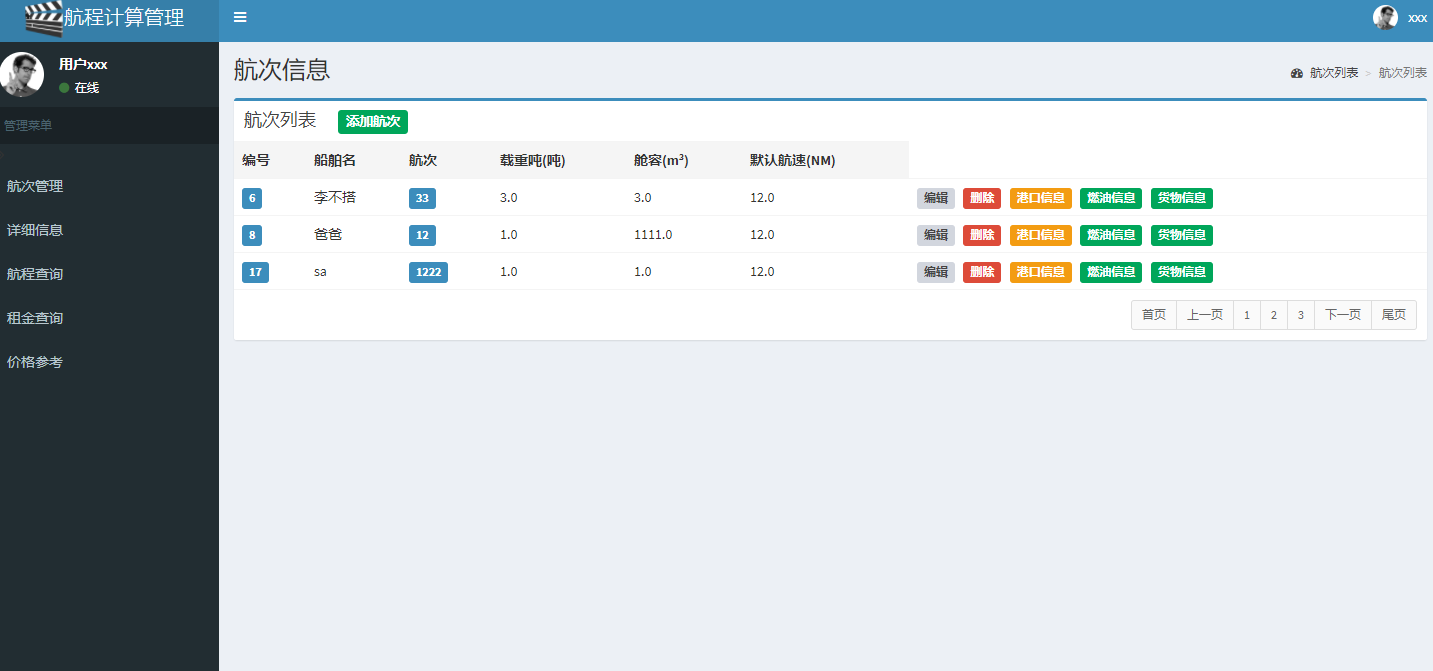 航程计算管理
xxx
用户xxx
在线
管理菜单
航次管理
详细信息
航程查询
租金查询
价格参考
航次信息
航次列表 > 航次列表
航次列表 添加航次
编号 船舶名 航次 载重吨(吨) 舱容(m³) 默认航速(NM)
6 李不搭 33 3.0 3.0 12.0 编辑 删除 港口信息 燃油信息 货物信息
8 爸爸 12 1.0 1111.0 12.0 编辑 删除 港口信息 燃油信息 货物信息
17 sa 1222 1.0 1.0 12.0 编辑 删除 港口信息 燃油信息 货物信息
首页 上一页 1 2 3 下一页 尾页